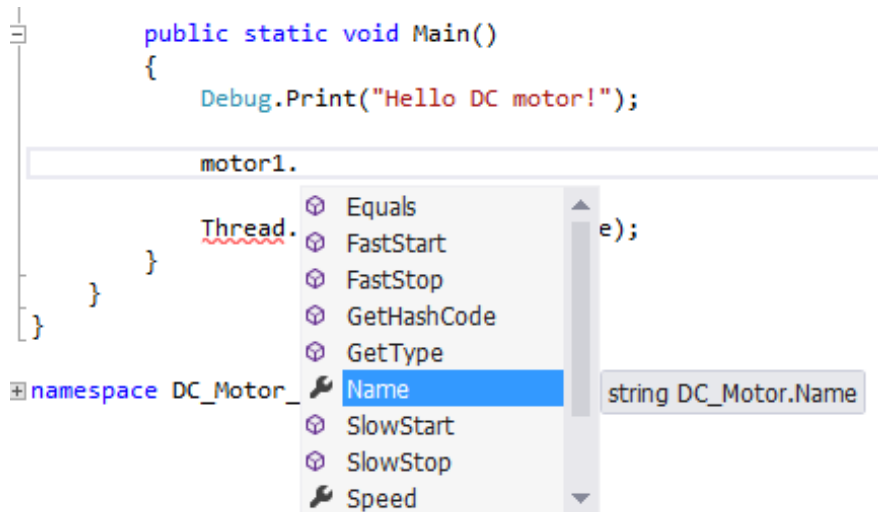 public static void Main()
{
Debug.Print("Hello DC motor!");
motor1.
Equals
Thread. e);
FastStart
}
FastStop
}
GetHashCode
}
GetType
namespace DC_Motor_
Name
string DC_Motor.Name
SlowStart
SlowStop
Speed